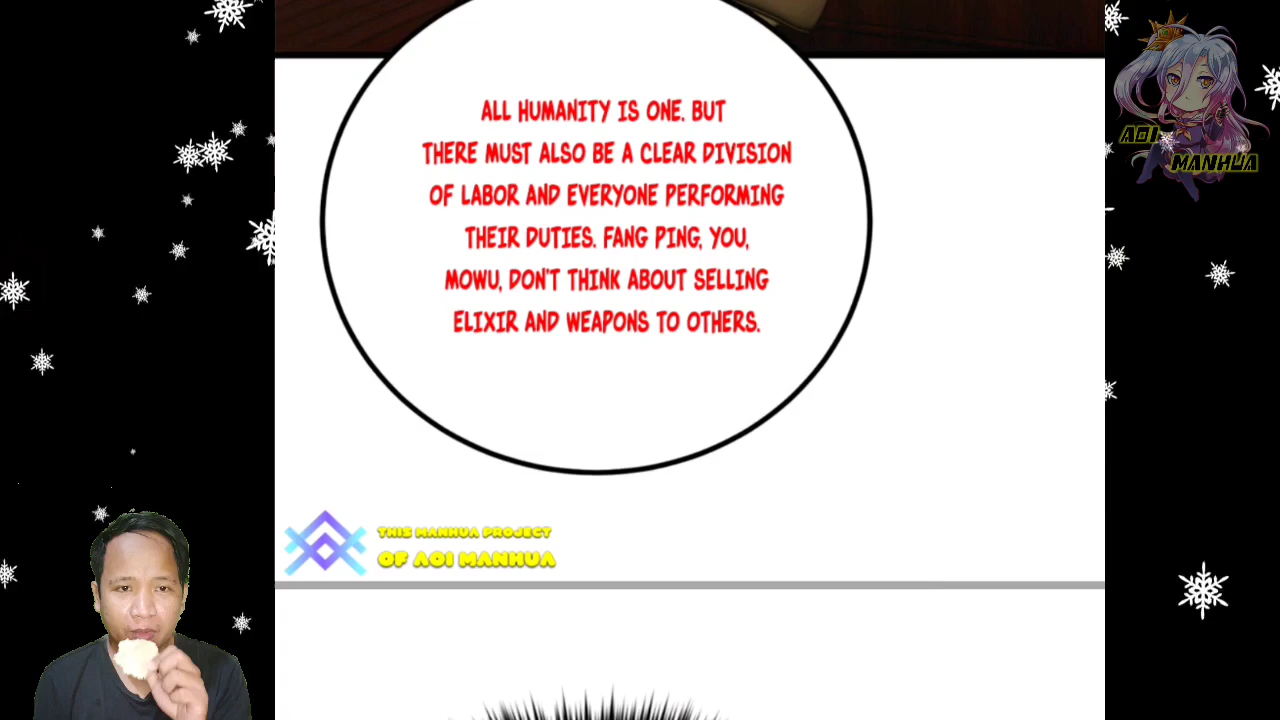 ALL HUMANITY IS ONE. BUT
THERE MUST ALSO BE A CLEAR DIVISION
OF LABOR AND EVERYONE PERFORMING
THEIR DUTIES. FANG PING, YOU,
MOWU, DON'T THINK ABOUT SELLING
ELIXIR AND WEAPONS TO OTHERS.
THIS MANHUA PROJECT
OF AOI MANHUA
AOI
MANHUA